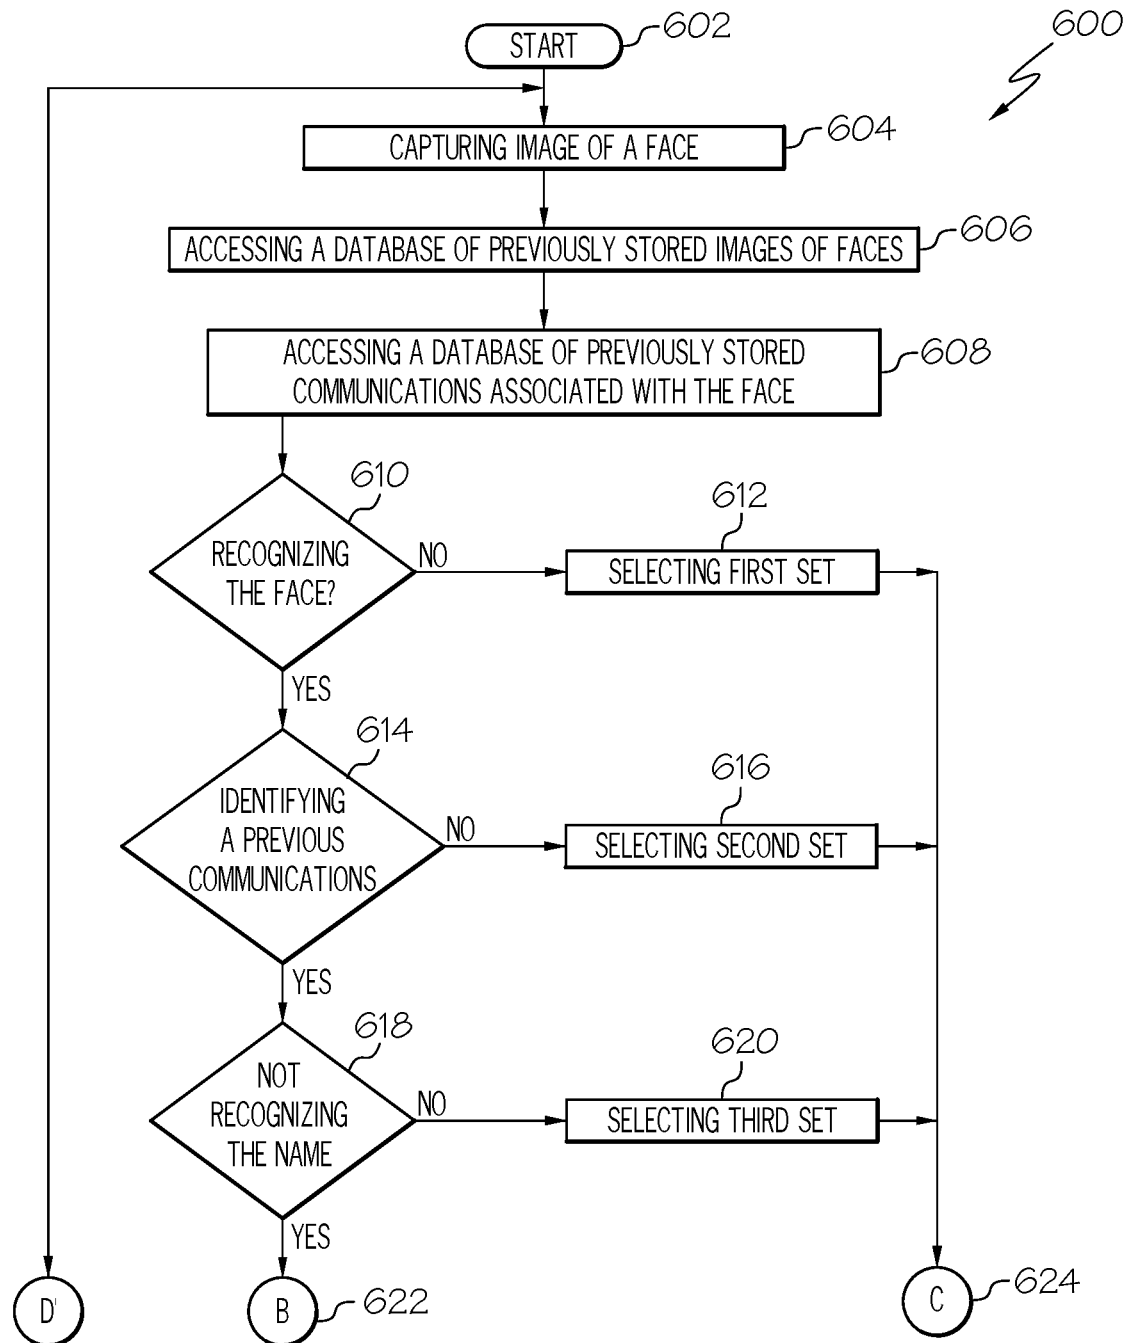 START
602
600
CAPTURING IMAGE OF A FACE
604
ACCESSING A DATABASE OF PREVIOUSLY STORED IMAGES OF FACES
606
ACCESSING A DATABASE OF PREVIOUSLY STORED
COMMUNICATIONS ASSOCIATED WITH THE FACE
608
610
RECOGNIZING
THE FACE?
NO
612
SELECTING FIRST SET
YES
614
IDENTIFYING
A PREVIOUS
COMMUNICATIONS
NO
616
SELECTING SECOND SET
YES
618
NOT
RECOGNIZING
THE NAME
NO
620
SELECTING THIRD SET
YES
D'
B
622
C
624